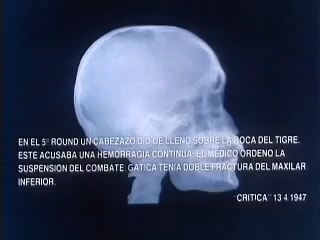 EN EL 5º ROUND UN CABEZAZO DIO DE LLENO SOBRE LA BOCA DEL TIGRE.
ESTE ACUSABA UNA HEMORRAGIA CONTINUA. EL MEDICO ORDENO LA
SUSPENSION DEL COMBATE. GATICA TENIA DOBLE FRACTURA DEL MAXILAR
INFERIOR.
"CRITICA" 13 4 1947